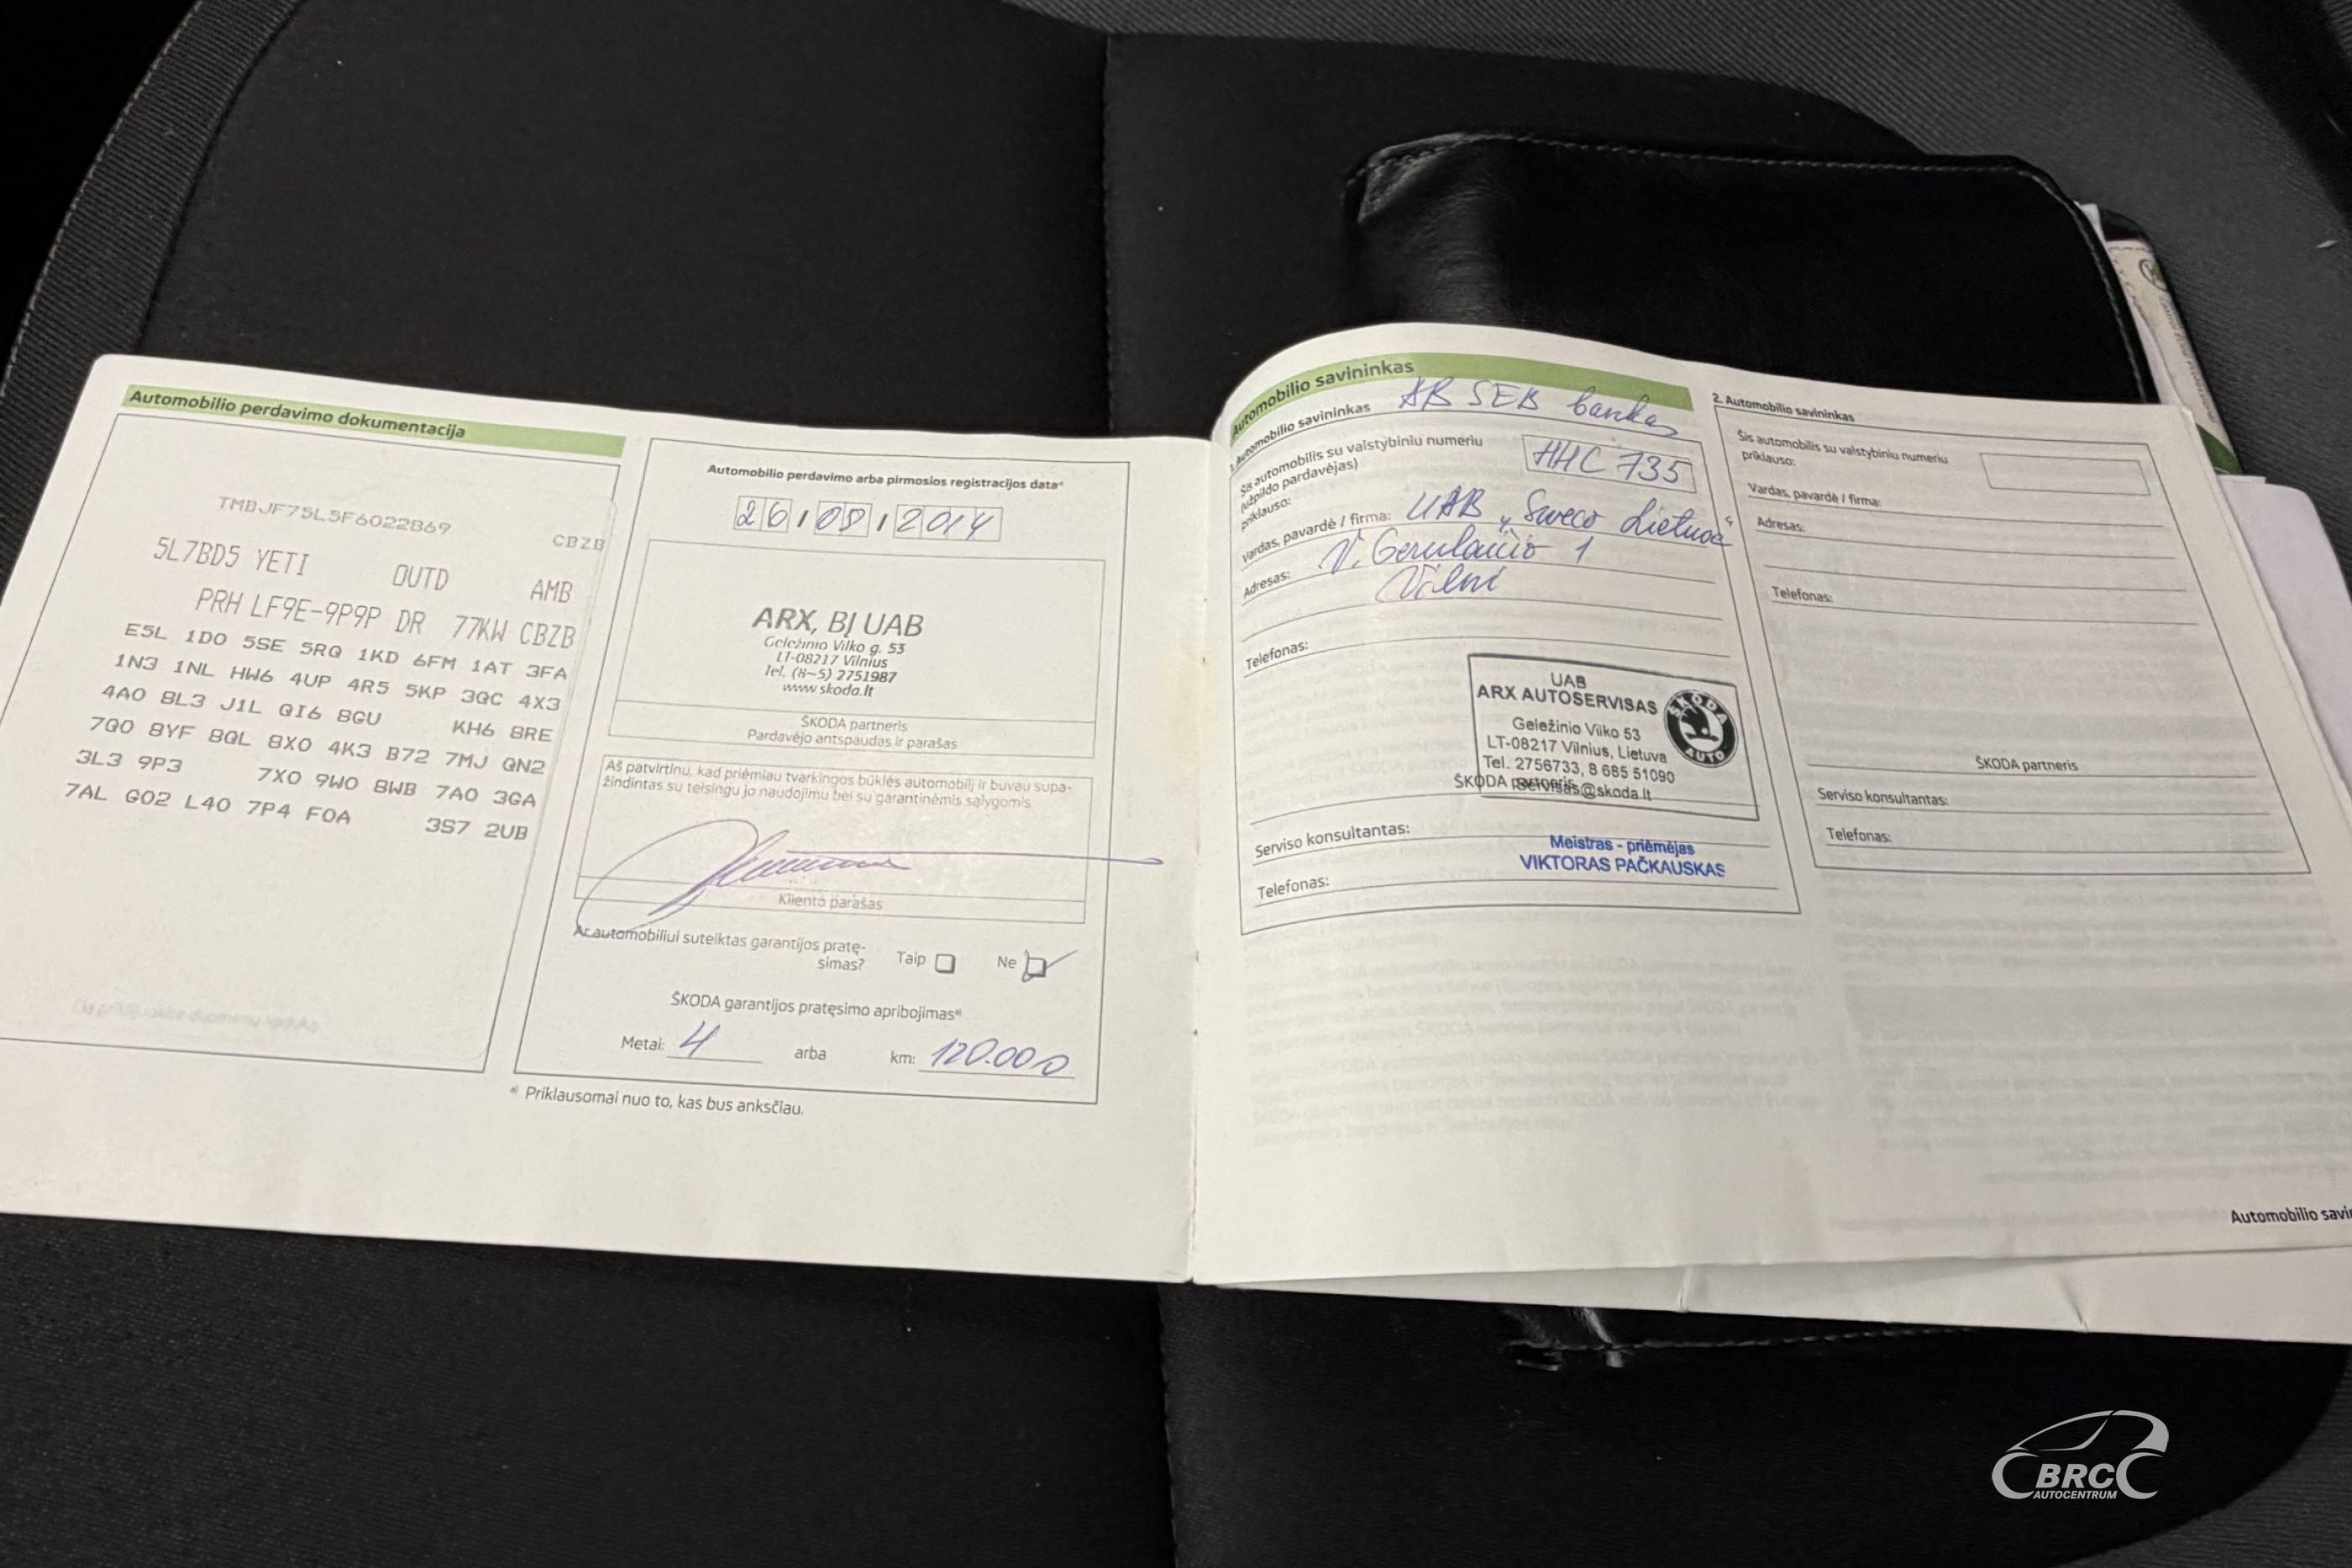 Automobilio perdavimo dokumentacija
TMBJF75L5F6022869
CBZB
5L7BD5 YETI OUTD AMB
PRH LF9E-9P9P DR 77KW CBZB
E5L 1D0 5SE 5RQ 1KD 6FM 1AT 3FA
1N3 1NL HW6 4UP 4R5 5KP 3QC 4X3
4A0 8L3 J1L QI6 8GU KH6 8RE
7Q0 8YF 8QL 8X0 4K3 B72 7MJ QN2
3L3 9P3 7X0 9W0 8WB 7A0 3GA
7AL G02 L40 7P4 F0A 3S7 2UB
Automobilio perdavimo arba pirmosios registracijos data*⁾
26/09/2014
ARX, BĮ UAB
Geležinio Vilko g. 53
LT-08217 Vilnius
Tel. (8-5) 2751987
www.skoda.lt
ŠKODA partneris
Pardavėjo antspaudas ir parašas
Aš patvirtinu, kad priėmiau tvarkingos būklės automobilį ir buvau supa-
žindintas su teisingu jo naudojimu bei su garantinėmis sąlygomis.
Kliento parašas
Ar automobiliui suteiktas garantijos pratę-
simas? Taip Ne
ŠKODA garantijos pratęsimo apribojimas*⁾
Metai: 4 arba km: 120.000
*⁾ Priklausomai nuo to, kas bus anksčiau.
Automobilio savininkas
1. Automobilio savininkas AB SEB bankas
Šis automobilis su valstybiniu numeriu
(užpildo pardavėjas)
priklauso:
HHC 735
Vardas, pavardė / firma: UAB „Sweco Lietuva“
Adresas: V. Gerulaičio 1
Vilni
Telefonas:
UAB
ARX AUTOSERVISAS
Geležinio Vilko 53
LT-08217 Vilnius, Lietuva
Tel. 2756733, 8 685 51090
servisas@skoda.lt
ŠKODA AUTO
ŠKODA partneris
Serviso konsultantas: Meistras - priėmėjas
VIKTORAS PAČKAUSKAS
Telefonas:
2. Automobilio savininkas
Šis automobilis su valstybiniu numeriu
priklauso:
Vardas, pavardė / firma:
Adresas:
Telefonas:
ŠKODA partneris
Serviso konsultantas:
Telefonas:
Automobilio savi
BRC
AUTOCENTRUM